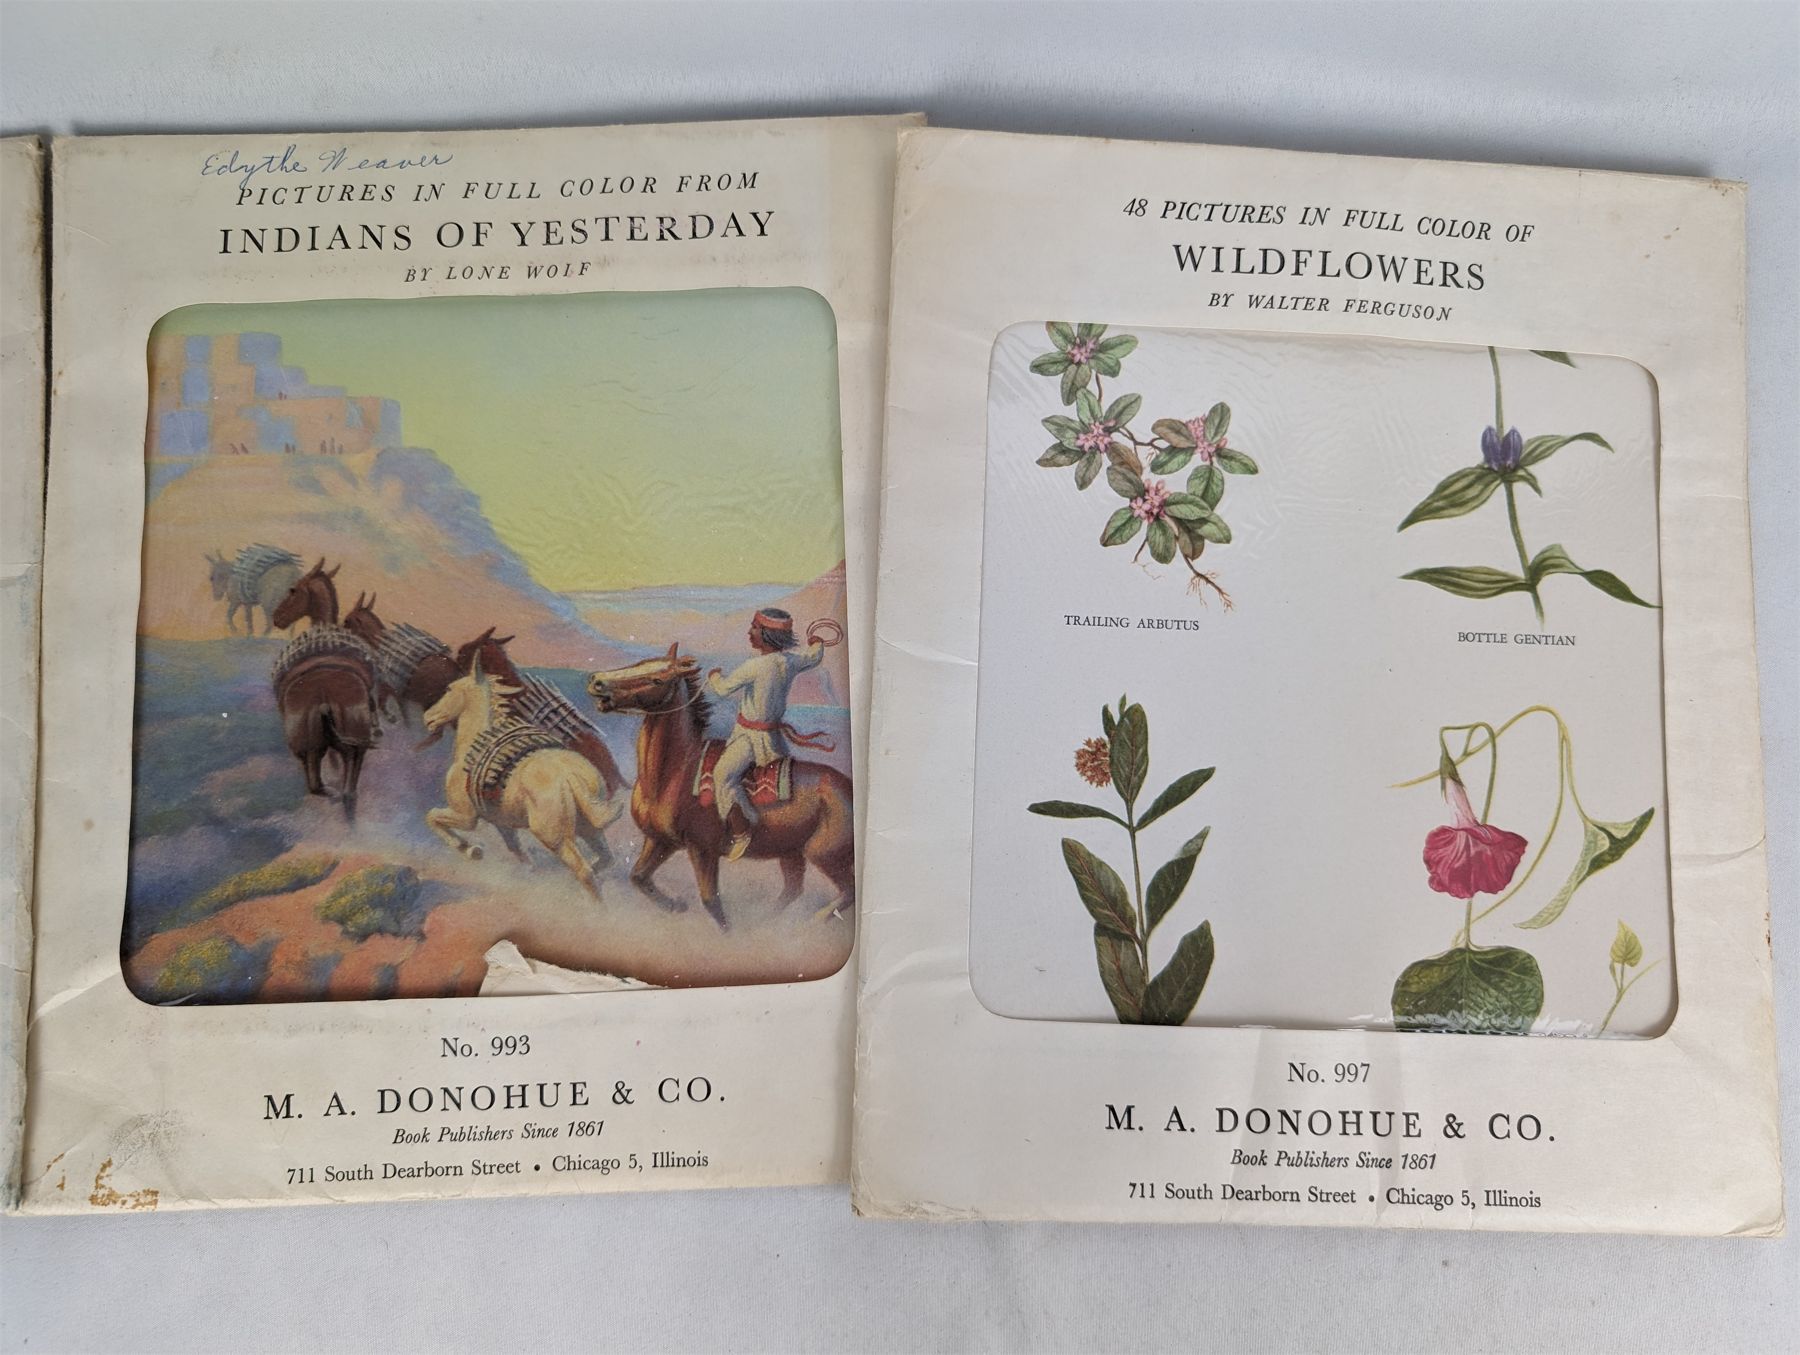 Edythe Weaver
PICTURES IN FULL COLOR FROM
INDIANS OF YESTERDAY
BY LONE WOLF
No. 993
M. A. DONOHUE & CO.
Book Publishers Since 1861
711 South Dearborn Street • Chicago 5, Illinois
48 PICTURES IN FULL COLOR OF
WILDFLOWERS
BY WALTER FERGUSON
TRAILING ARBUTUS
BOTTLE GENTIAN
No. 997
M. A. DONOHUE & CO.
Book Publishers Since 1861
711 South Dearborn Street • Chicago 5, Illinois